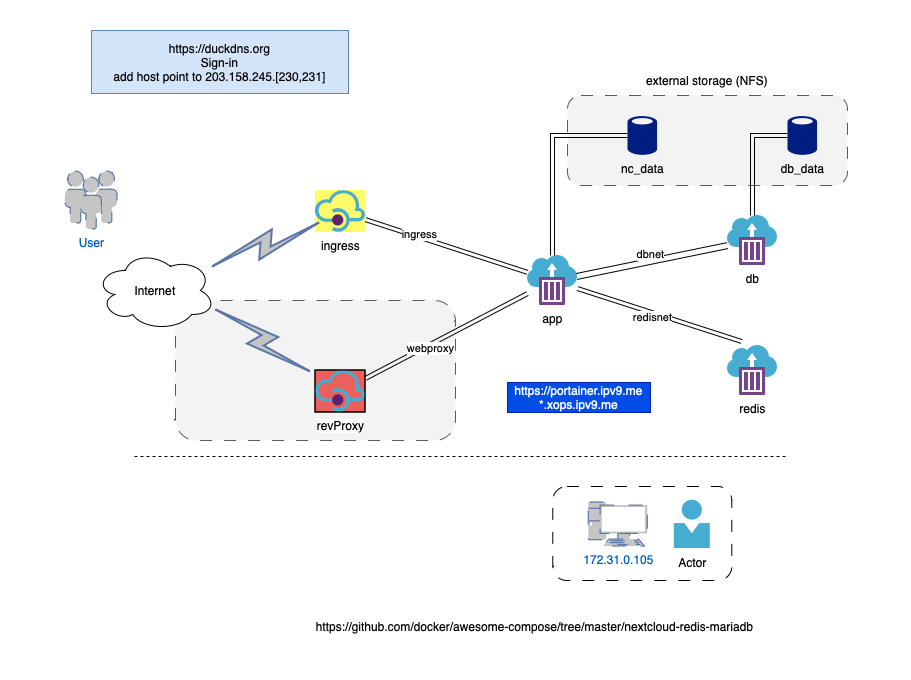 https://duckdns.org
Sign-in
add host point to 203.158.245.[230,231]
external storage (NFS)
nc_data
db_data
User
ingress
ingress
Internet
dbnet
db
app
redisnet
webproxy
https://portainer.ipv9.me
*.xops.ipv9.me
redis
revProxy
172.31.0.105
Actor
https://github.com/docker/awesome-compose/tree/master/nextcloud-redis-mariadb